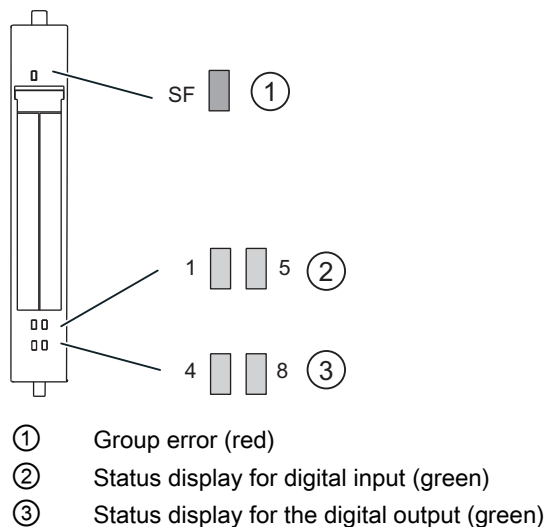 SF ①
1 5 ②
4 8 ③
① Group error (red)
② Status display for digital input (green)
③ Status display for the digital output (green)